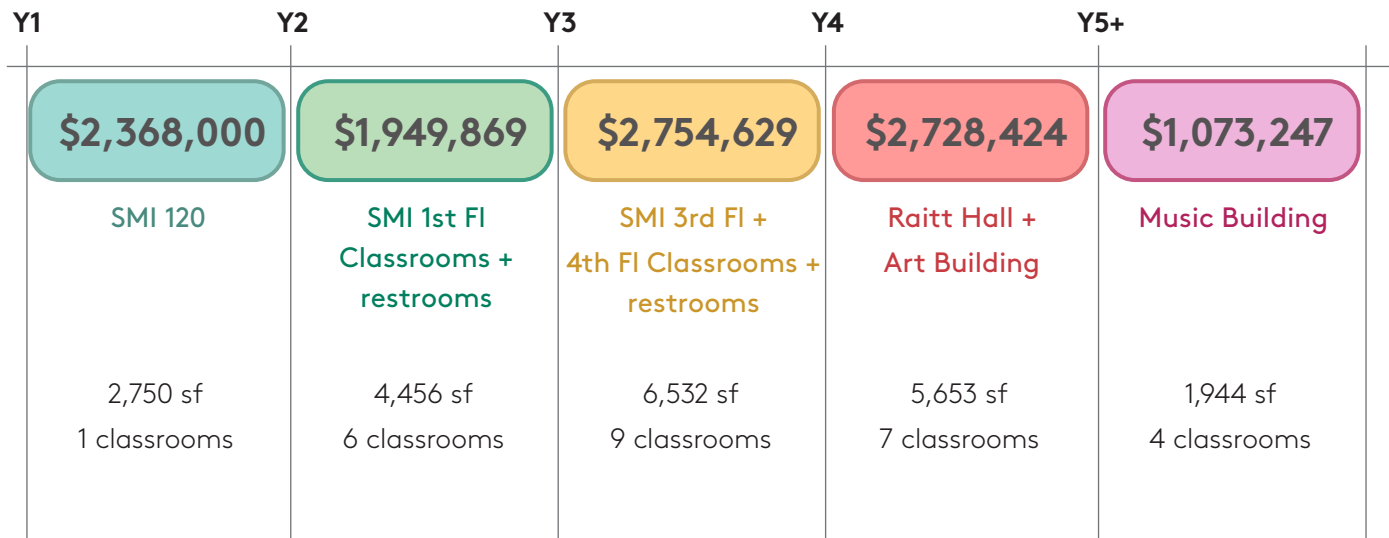 Y1
Y2
Y3
Y4
Y5+
$2,368,000
$1,949,869
$2,754,629
$2,728,424
$1,073,247
SMI 120
SMI 1st Fl
Classrooms +
restrooms
SMI 3rd Fl +
4th Fl Classrooms +
restrooms
Raitt Hall +
Art Building
Music Building
2,750 sf
1 classrooms
4,456 sf
6 classrooms
6,532 sf
9 classrooms
5,653 sf
7 classrooms
1,944 sf
4 classrooms